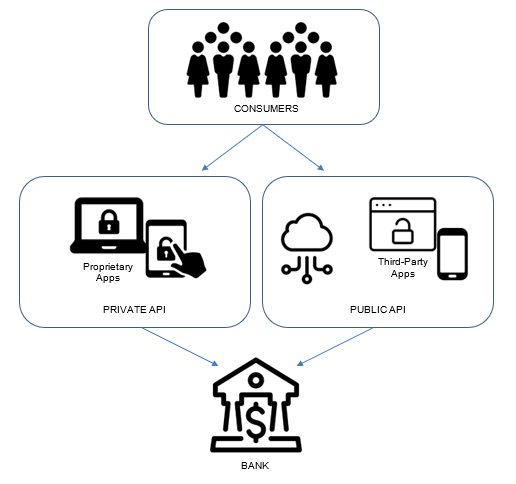 CONSUMERS
Proprietary
Apps
PRIVATE API
Third-Party
Apps
PUBLIC API
$
BANK